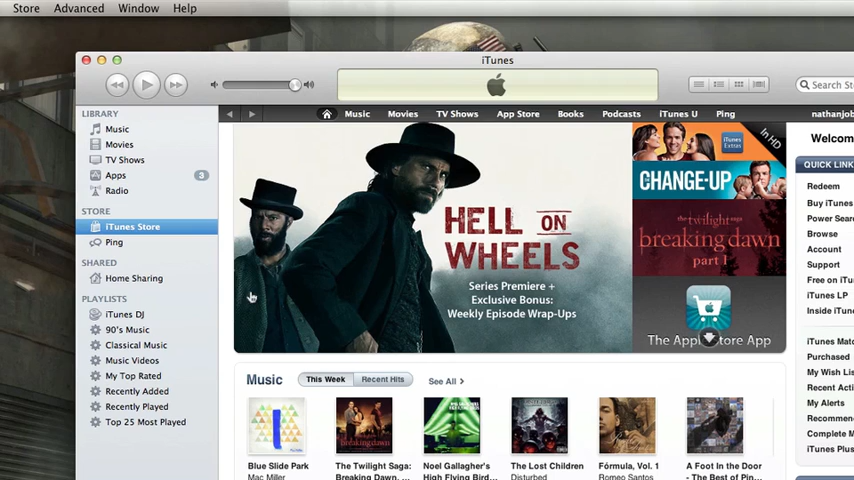 Store Advanced Window Help
iTunes
Search St
LIBRARY
Music
Movies
TV Shows
Apps 3
Radio
STORE
iTunes Store
Ping
SHARED
Home Sharing
PLAYLISTS
iTunes DJ
90's Music
Classical Music
Music Videos
My Top Rated
Recently Added
Recently Played
Top 25 Most Played
Music Movies TV Shows App Store Books Podcasts iTunes U Ping nathanjob
HELL ON
WHEELS
Series Premiere +
Exclusive Bonus:
Weekly Episode Wrap-Ups
iTunes
Extras
in HD
CHANGE-UP
the twilight saga
breaking dawn
part 1
The App Store App
Welcom
QUICK LINK
Redeem
Buy iTunes
Power Sear
Browse
Account
Support
Free on iTu
iTunes LP
Inside iTun
iTunes Mat
Purchased
My Wish Lis
Recent Acti
My Alerts
Recommen
Complete M
iTunes Plus
Music This Week Recent Hits See All >
Blue Slide Park
Mac Miller
The Twilight Saga:
Breaking Dawn, ...
Noel Gallagher's
High Flying Bird...
The Lost Children
Disturbed
Fórmula, Vol. 1
Romeo Santos
A Foot In the Door
- The Best of Pin...